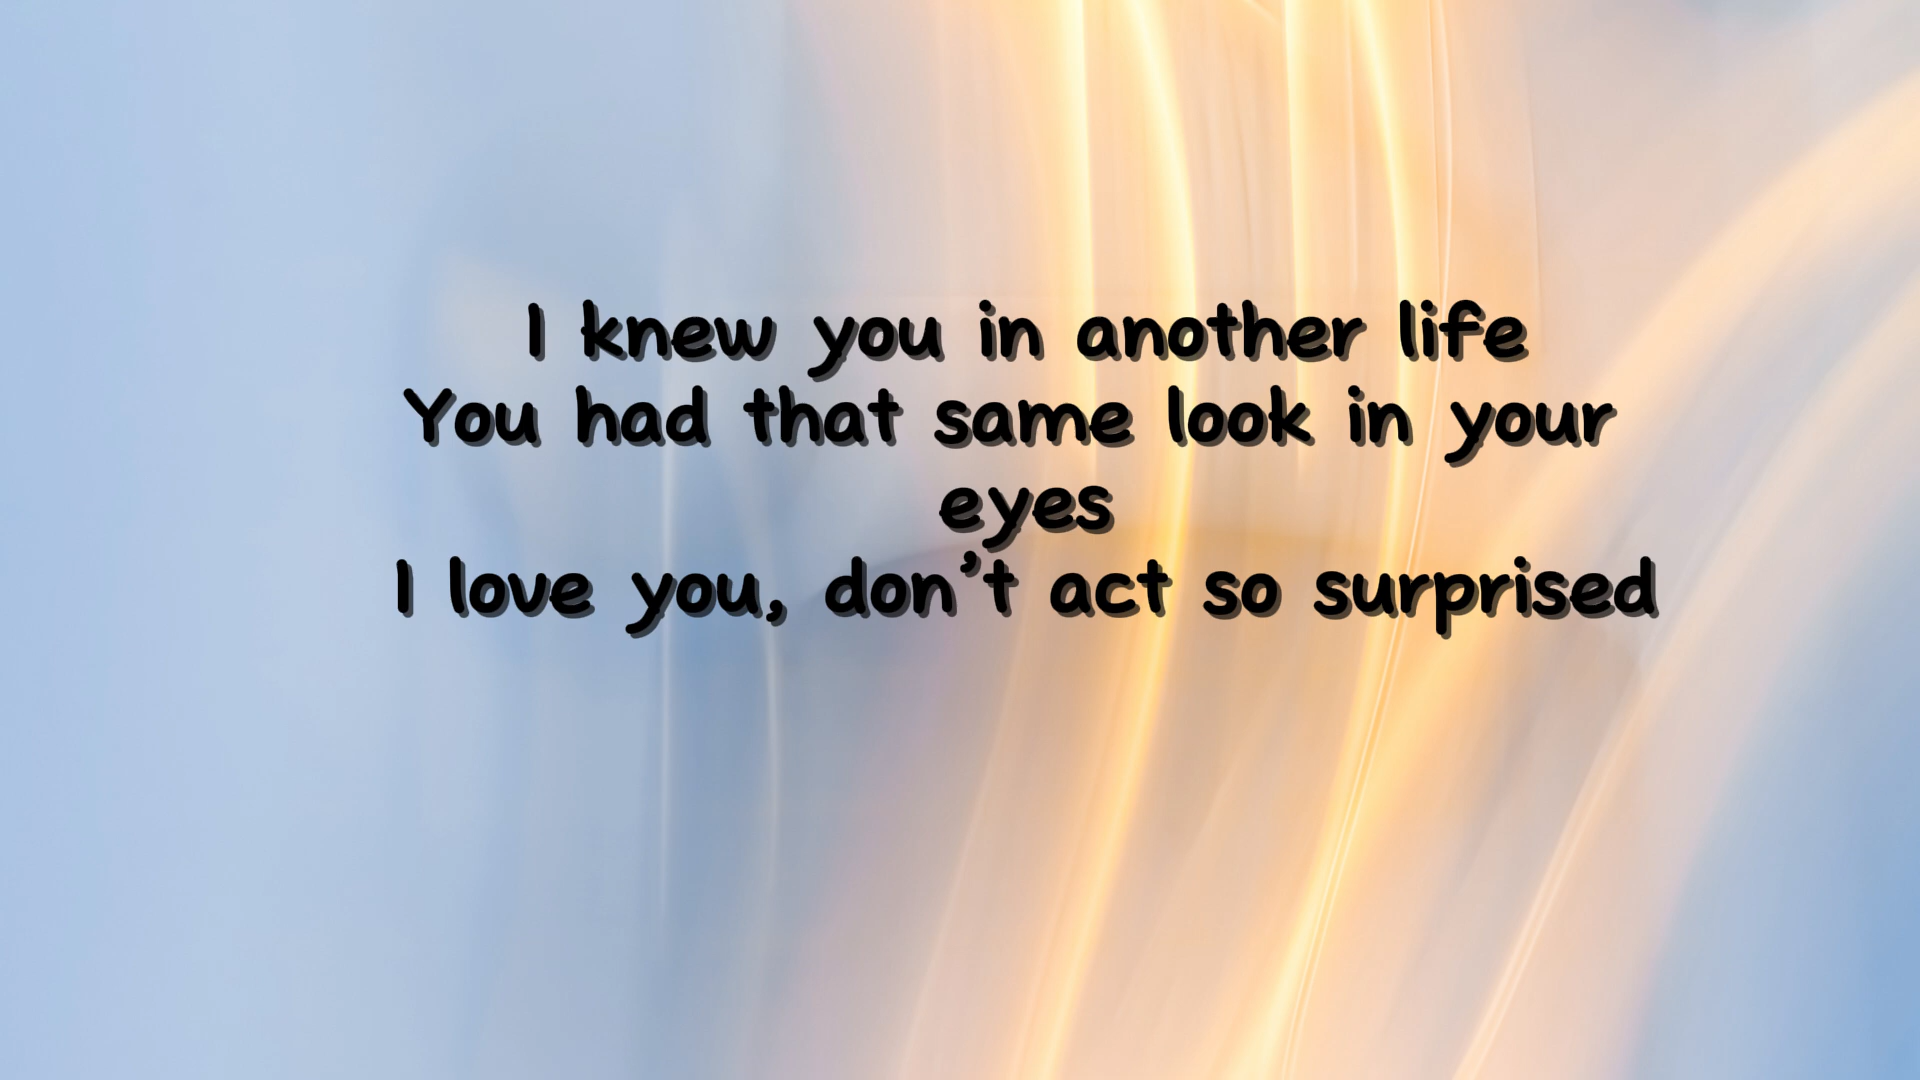 I knew you in another life
You had that same look in your
eyes
I love you, don’t act so surprised